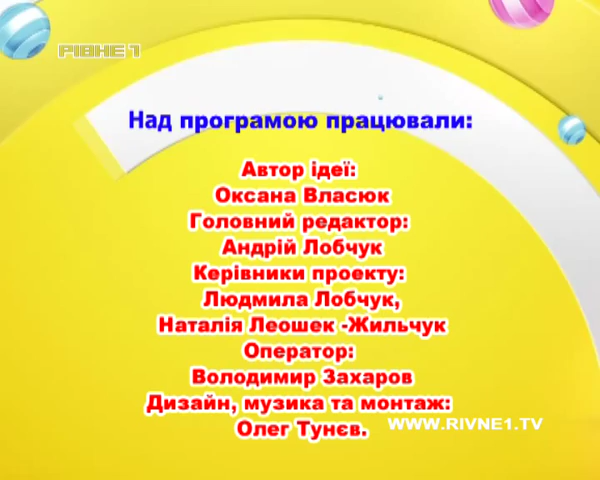 РІВНЕ 1
Над програмою працювали:
Автор ідеї:
Оксана Власюк
Головний редактор:
Андрій Лобчук
Керівники проекту:
Людмила Лобчук,
Наталія Леошек -Жильчук
Оператор:
Володимир Захаров
Дизайн, музика та монтаж:
Олег Тунєв.
WWW.RIVNE1.TV